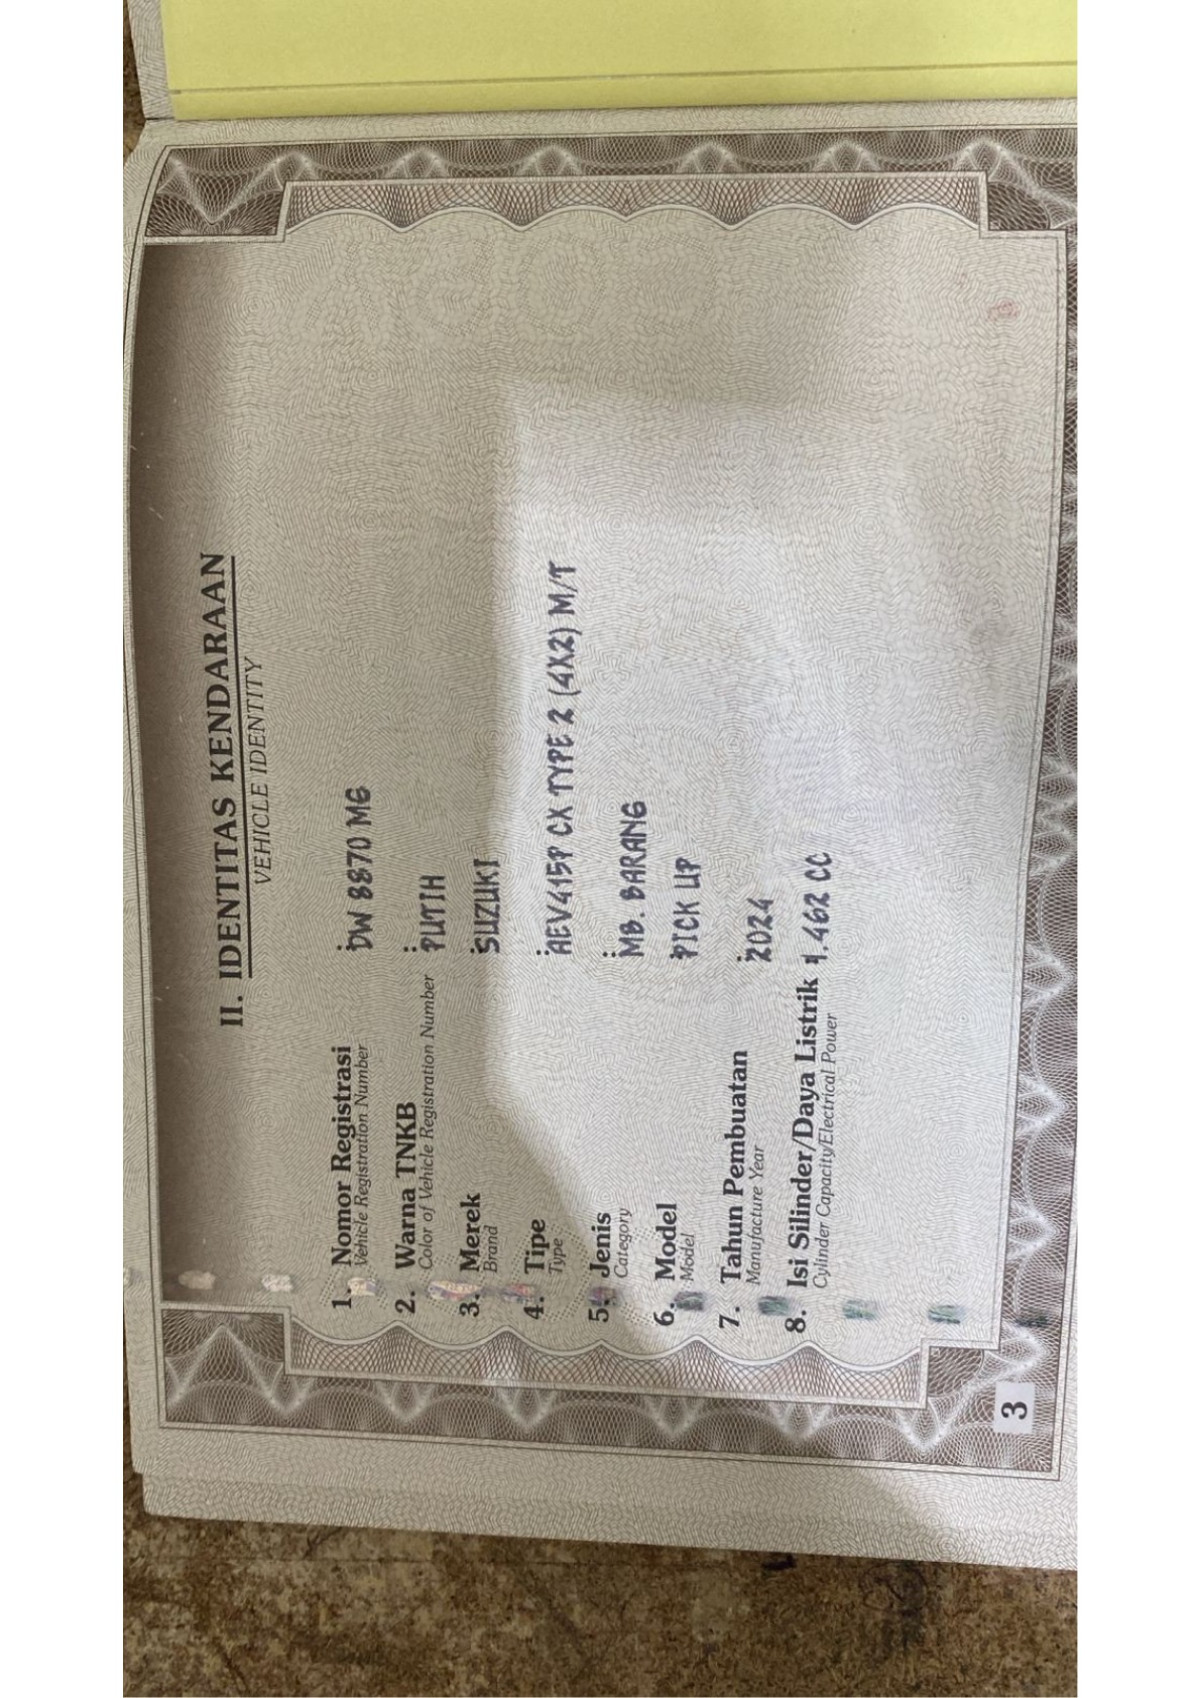 II. IDENTITAS KENDARAAN
VEHICLE IDENTITY
1. Nomor Registrasi : DW 8870 MG
Vehicle Registration Number
2. Warna TNKB : PUTIH
Color of Vehicle Registration Number
3. Merek : SUZUKI
Brand
4. Tipe : AEV415P CX TYPE 2 (4X2) M/T
Type
5. Jenis : MB. BARANG
Category
6. Model : PICK UP
Model
7. Tahun Pembuatan : 2024
Manufacture Year
8. Isi Silinder/Daya Listrik : 1.462 CC
Cylinder Capacity/Electrical Power
3